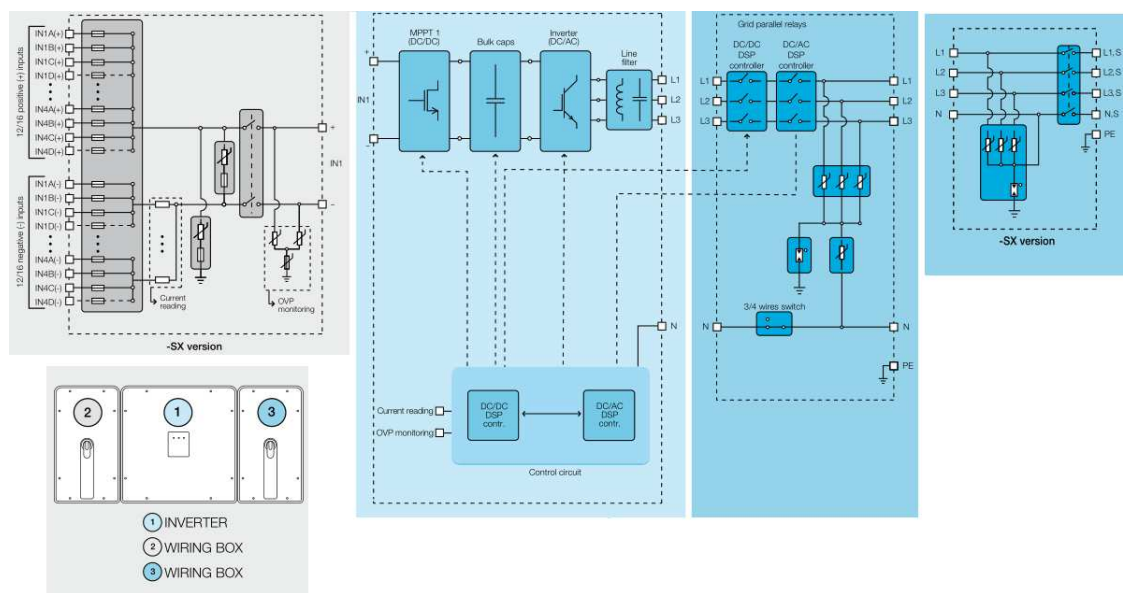 12/16 positive (+) inputs
IN1A(+)
IN1B(+)
IN1C(+)
IN1D(+)
IN4A(+)
IN4B(+)
IN4C(+)
IN4D(+)
12/16 negative (-) inputs
IN1A(-)
IN1B(-)
IN1C(-)
IN1D(-)
IN4A(-)
IN4B(-)
IN4C(-)
IN4D(-)
Current
reading
OVP
monitoring
+
IN1
-
-SX version
MPPT 1
(DC/DC)
Bulk caps
Inverter
(DC/AC)
Line
filter
+
IN1
-
L1
L2
L3
N
Current reading
OVP monitoring
DC/DC
DSP
contr.
DC/AC
DSP
contr.
Control circuit
Grid parallel relays
DC/DC
DSP
controller
DC/AC
DSP
controller
L1
L2
L3
L1
L2
L3
3/4 wires switch
N
N
PE
L1
L2
L3
N
L1,S
L2,S
L3,S
N,S
PE
-SX version
2
1
3
1 INVERTER
2 WIRING BOX
3 WIRING BOX